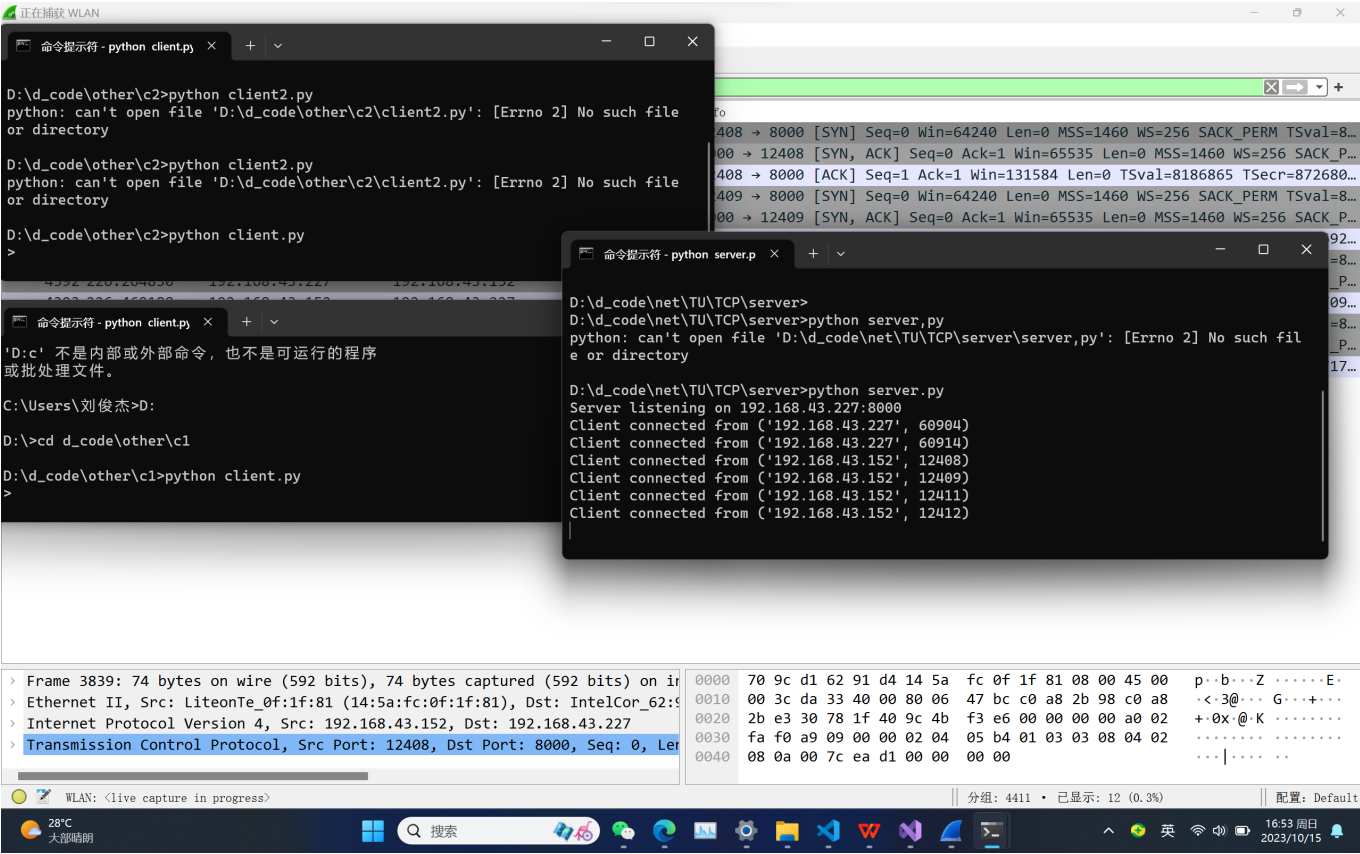 正在捕获 WLAN
命令提示符 - python client.py
D:\d_code\other\c2>python client2.py
python: can't open file 'D:\d_code\other\c2\client2.py': [Errno 2] No such file
or directory
D:\d_code\other\c2>python client2.py
python: can't open file 'D:\d_code\other\c2\client2.py': [Errno 2] No such file
or directory
D:\d_code\other\c2>python client.py
>
fo
2408 → 8000 [SYN] Seq=0 Win=64240 Len=0 MSS=1460 WS=256 SACK_PERM TSval=8…
000 → 12408 [SYN, ACK] Seq=0 Ack=1 Win=65535 Len=0 MSS=1460 WS=256 SACK_P…
2408 → 8000 [ACK] Seq=1 Ack=1 Win=131584 Len=0 TSval=8186865 TSecr=872680…
2409 → 8000 [SYN] Seq=0 Win=64240 Len=0 MSS=1460 WS=256 SACK_PERM TSval=8…
000 → 12409 [SYN, ACK] Seq=0 Ack=1 Win=65535 Len=0 MSS=1460 WS=256 SACK_P…
92…
=8…
_P…
09…
=8…
_P…
17…
命令提示符 - python server.p
D:\d_code\net\TU\TCP\server>
D:\d_code\net\TU\TCP\server>python server,py
python: can't open file 'D:\d_code\net\TU\TCP\server\server,py': [Errno 2] No such fil
e or directory
D:\d_code\net\TU\TCP\server>python server.py
Server listening on 192.168.43.227:8000
Client connected from ('192.168.43.227', 60904)
Client connected from ('192.168.43.227', 60914)
Client connected from ('192.168.43.152', 12408)
Client connected from ('192.168.43.152', 12409)
Client connected from ('192.168.43.152', 12411)
Client connected from ('192.168.43.152', 12412)
命令提示符 - python client.py
'D:c' 不是内部或外部命令，也不是可运行的程序
或批处理文件。
C:\Users\刘俊杰>D:
D:\>cd d_code\other\c1
D:\d_code\other\c1>python client.py
>
Frame 3839: 74 bytes on wire (592 bits), 74 bytes captured (592 bits) on in
Ethernet II, Src: LiteonTe_0f:1f:81 (14:5a:fc:0f:1f:81), Dst: IntelCor_62:9
Internet Protocol Version 4, Src: 192.168.43.152, Dst: 192.168.43.227
Transmission Control Protocol, Src Port: 12408, Dst Port: 8000, Seq: 0, Len
0000 70 9c d1 62 91 d4 14 5a fc 0f 1f 81 08 00 45 00 p··b···Z ······E·
0010 00 3c da 33 40 00 80 06 47 bc c0 a8 2b 98 c0 a8 ·<·3@··· G···+···
0020 2b e3 30 78 1f 40 9c 4b f3 e6 00 00 00 00 a0 02 +·0x·@·K ········
0030 fa f0 a9 09 00 00 02 04 05 b4 01 03 03 08 04 02 ········ ········
0040 08 0a 00 7c ea d1 00 00 00 00 ···|···· ··
WLAN: <live capture in progress>
分组: 4411 · 已显示: 12 (0.3%)
配置: Default
28°C
大部晴朗
搜索
英
16:53 周日
2023/10/15